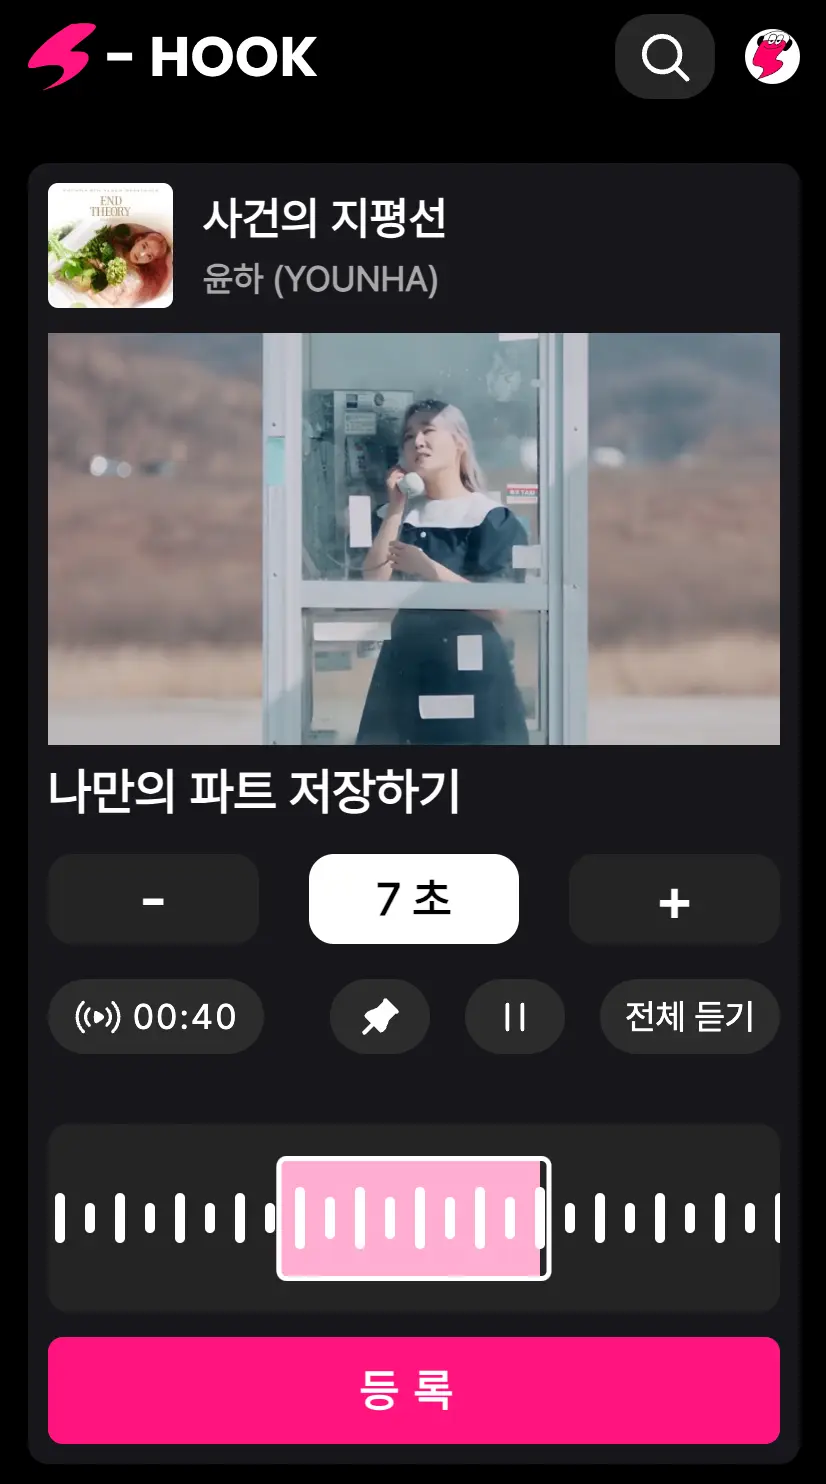 - HOOK
END
THEORY
사건의 지평선
윤하 (YOUNHA)
나만의 파트 저장하기
- 7 초 +
00:40 전체 듣기
등 록